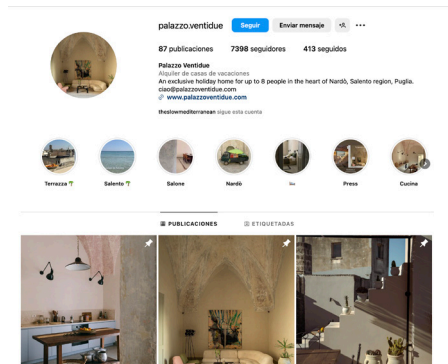 palazzo.ventidue Seguir Enviar mensaje
87 publicaciones 7398 seguidores 413 seguidos
Palazzo Ventidue
Alquiler de casas de vacaciones
An exclusive holiday home for up to 8 people in the heart of Nardò, Salento region, Puglia.
ciao@palazzoventidue.com
www.palazzoventidue.com
theslowmediterranean sigue esta cuenta
Terrazza Salento Salone Nardò Press Cucina
PUBLICACIONES ETIQUETADAS